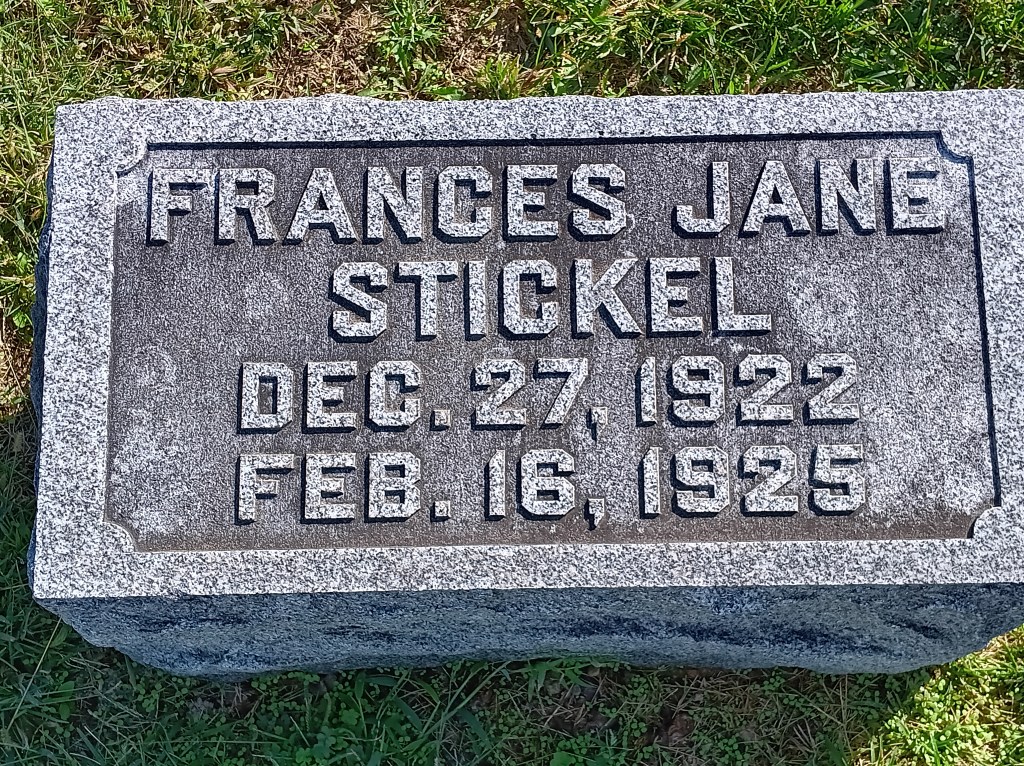 FRANCES JANE
STICKEL
DEC. 27, 1922
FEB. 16, 1925